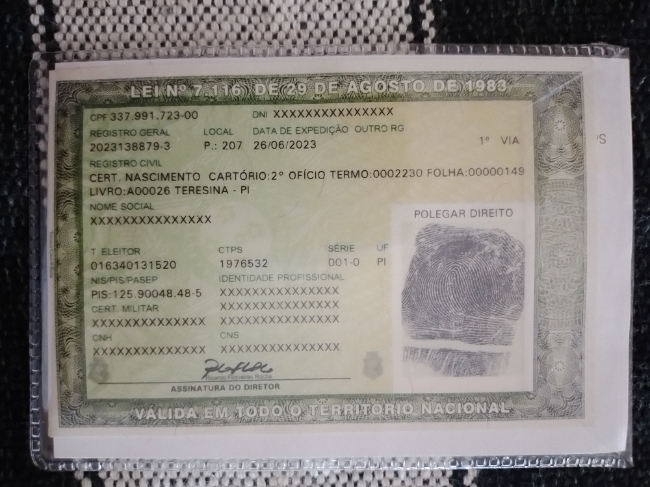 LEI Nº 7.116, DE 29 DE AGOSTO DE 1983
CPF 337.991.723-00 DNI XXXXXXXXXXXXXXX
REGISTRO GERAL LOCAL DATA DE EXPEDIÇÃO OUTRO RG
2023138879-3 P.: 207 26/06/2023 1º VIA
REGISTRO CIVIL
CERT. NASCIMENTO CARTÓRIO:2º OFÍCIO TERMO:0002230 FOLHA:00000149
LIVRO:A00026 TERESINA - PI
NOME SOCIAL
XXXXXXXXXXXXXXX
POLEGAR DIREITO
T. ELEITOR CTPS SÉRIE UF
016340131520 1976532 001-0 PI
NIS/PIS/PASEP IDENTIDADE PROFISSIONAL
PIS:125.90048.48-5 XXXXXXXXXXXXXXX
CERT. MILITAR XXXXXXXXXXXXXXX
XXXXXXXXXXXXXX XXXXXXXXXXXXXXX
CNH CNS
XXXXXXXXXXXXXX XXXXXXXXXXXXXXX
ASSINATURA DO DIRETOR
VÁLIDA EM TODO O TERRITÓRIO NACIONAL